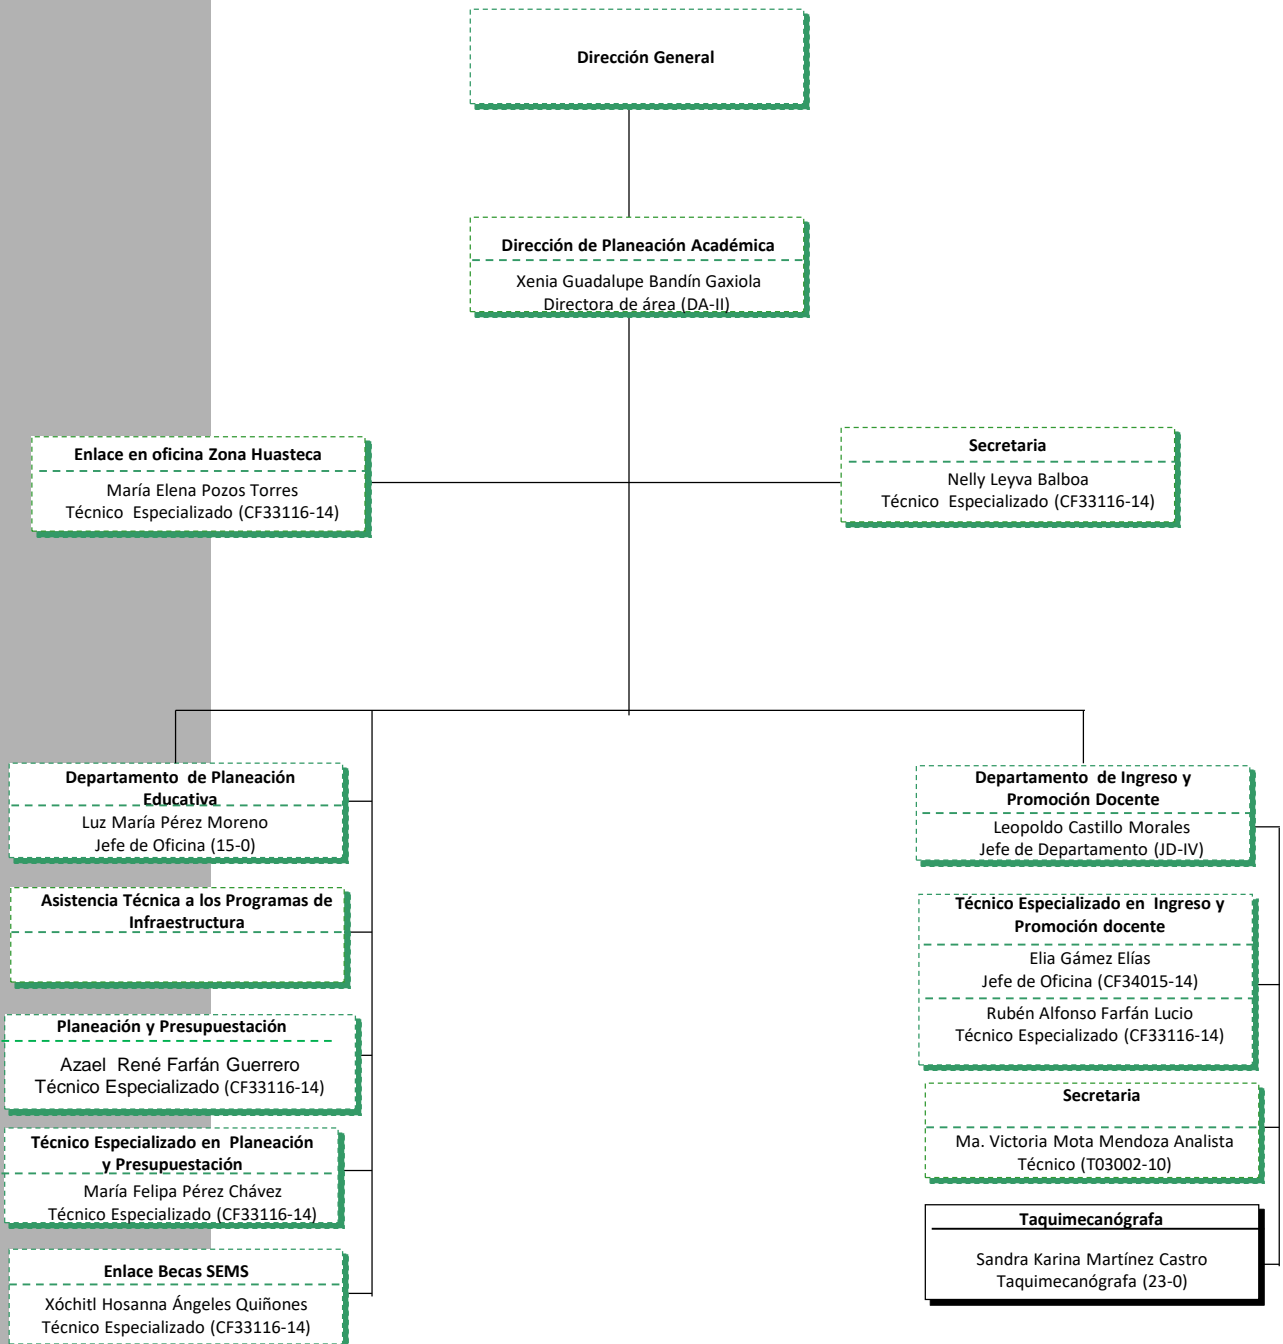 Dirección General
Dirección de Planeación Académica
Xenia Guadalupe Bandín Gaxiola
Directora de área (DA-II)
Enlace en oficina Zona Huasteca
María Elena Pozos Torres
Técnico Especializado (CF33116-14)
Secretaria
Nelly Leyva Balboa
Técnico Especializado (CF33116-14)
Departamento de Planeación
Educativa
Luz María Pérez Moreno
Jefe de Oficina (15-0)
Asistencia Técnica a los Programas de
Infraestructura
Planeación y Presupuestación
Azael René Farfán Guerrero
Técnico Especializado (CF33116-14)
Técnico Especializado en Planeación
y Presupuestación
María Felipa Pérez Chávez
Técnico Especializado (CF33116-14)
Enlace Becas SEMS
Xóchitl Hosanna Ángeles Quiñones
Técnico Especializado (CF33116-14)
Departamento de Ingreso y
Promoción Docente
Leopoldo Castillo Morales
Jefe de Departamento (JD-IV)
Técnico Especializado en Ingreso y
Promoción docente
Elia Gámez Elías
Jefe de Oficina (CF34015-14)
Rubén Alfonso Farfán Lucio
Técnico Especializado (CF33116-14)
Secretaria
Ma. Victoria Mota Mendoza Analista
Técnico (T03002-10)
Taquimecanógrafa
Sandra Karina Martínez Castro
Taquimecanógrafa (23-0)